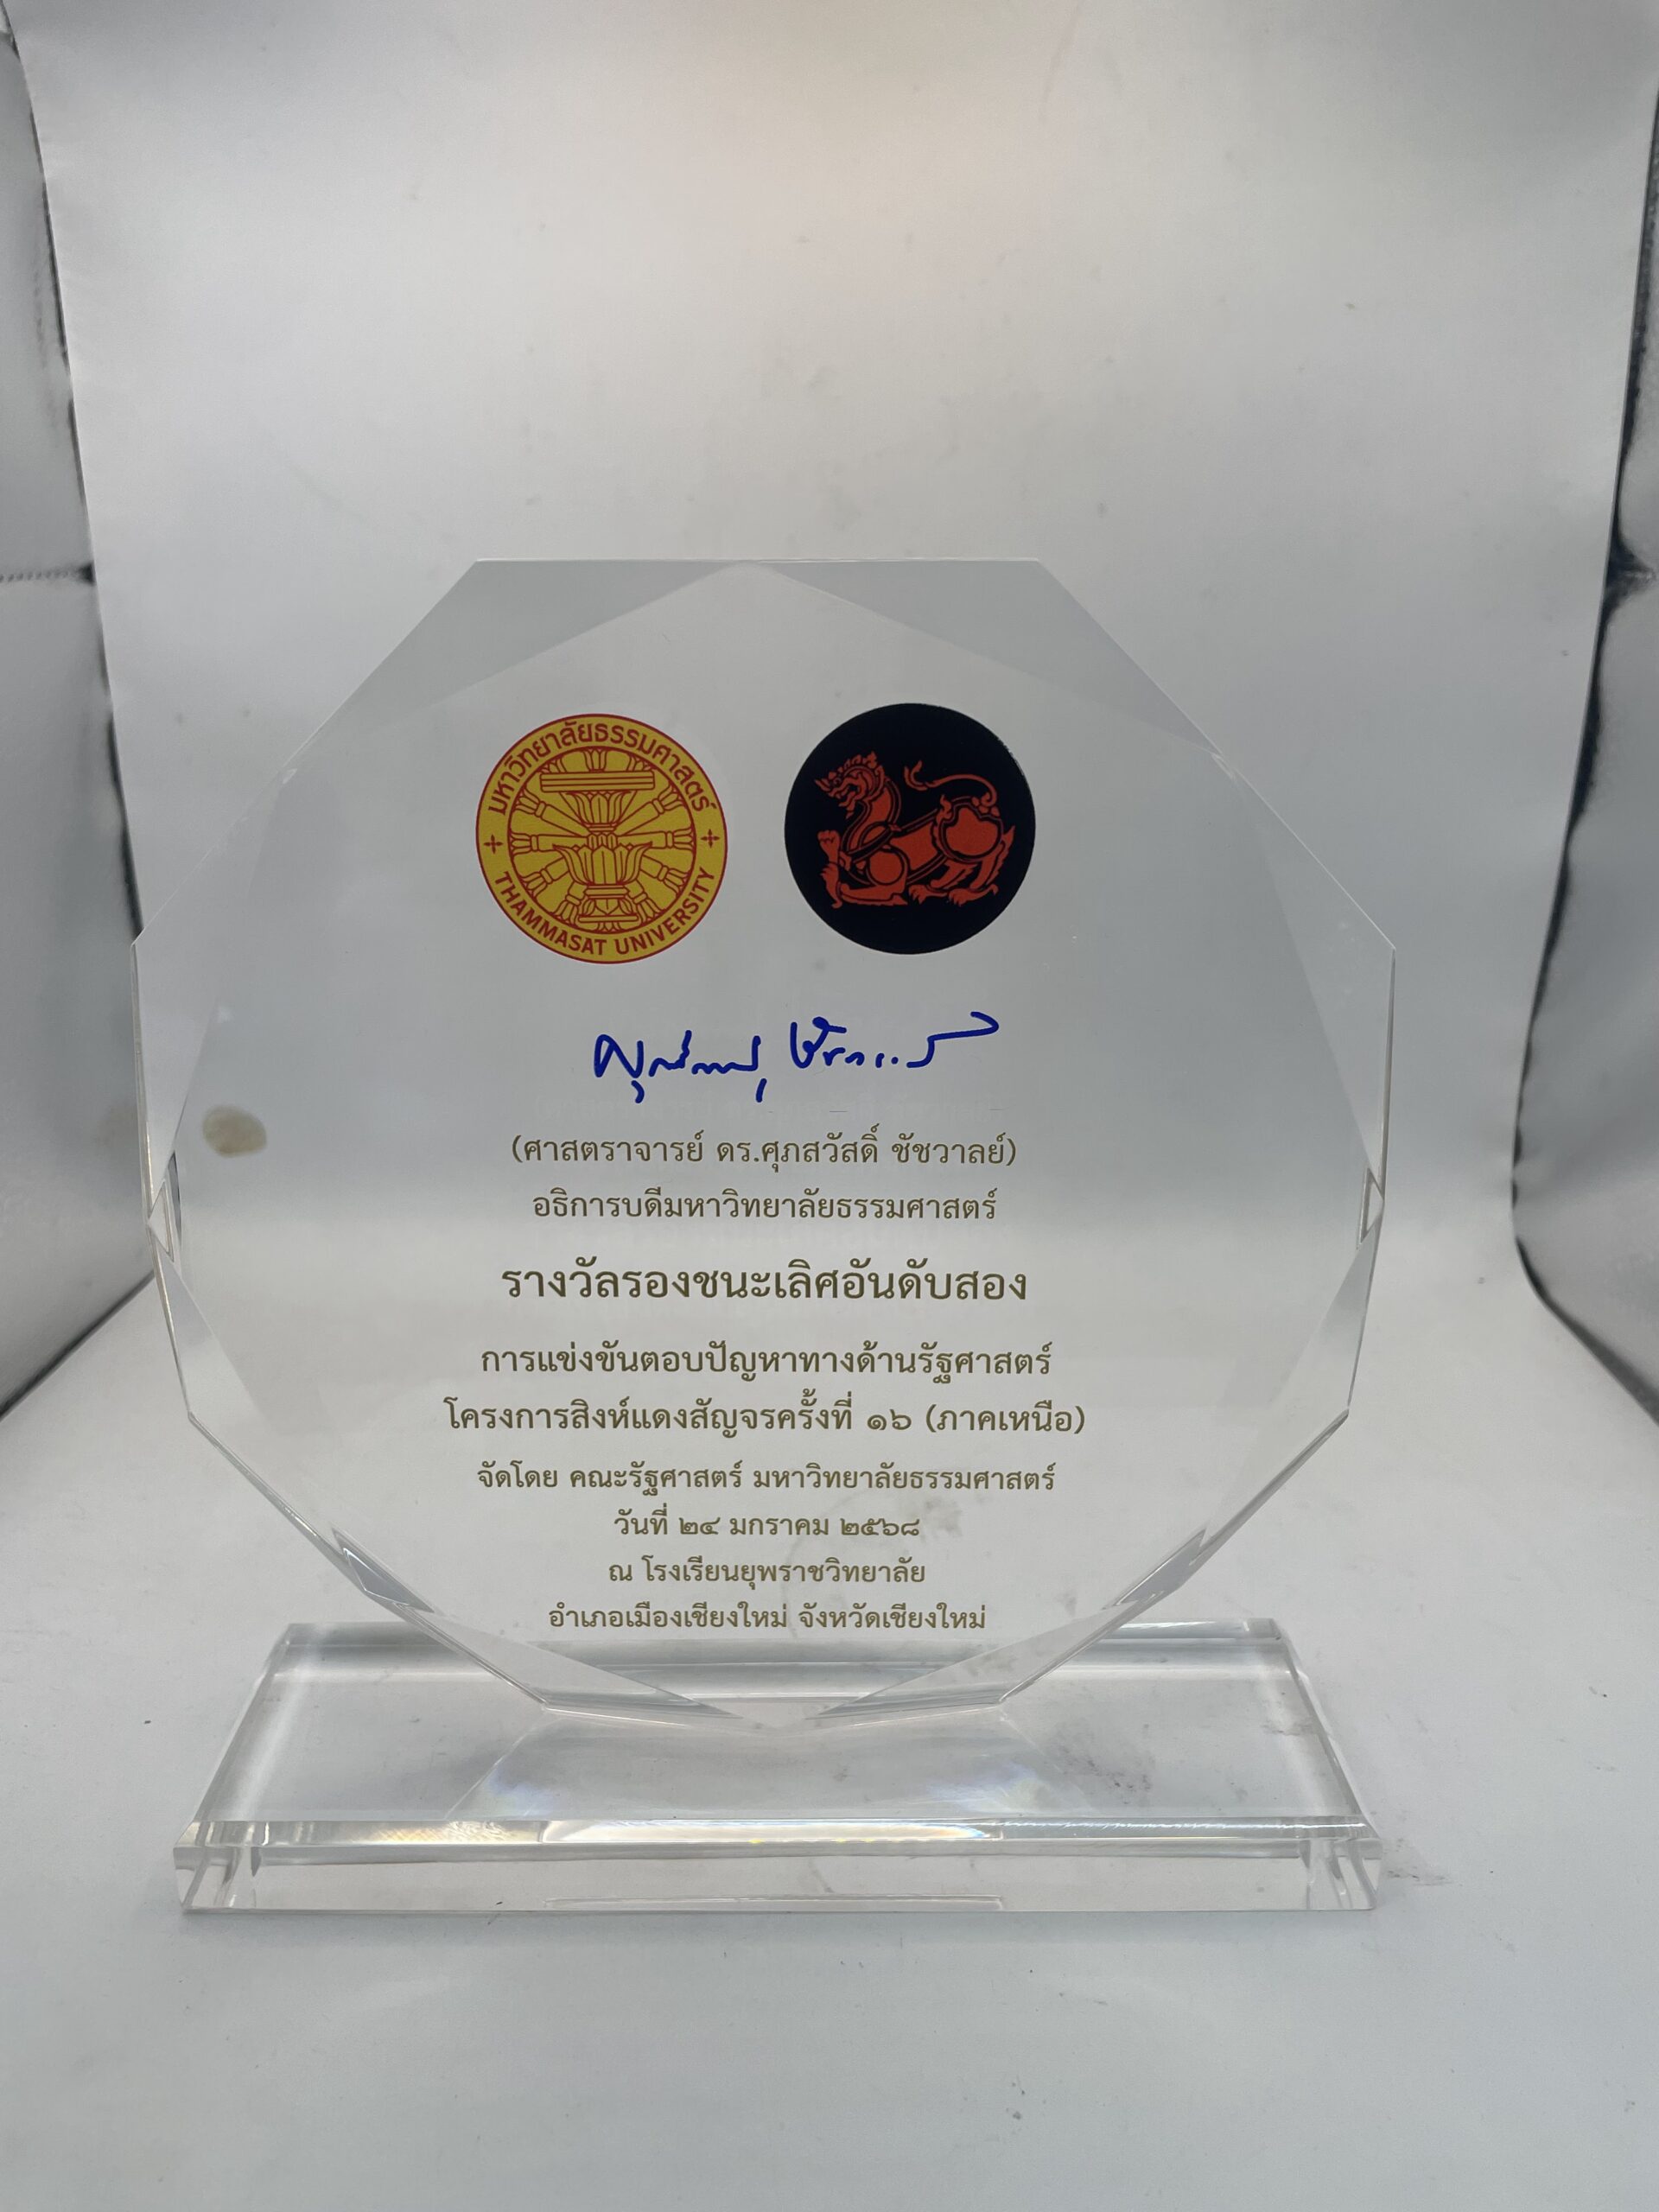 มหาวิทยาลัยธรรมศาสตร์
THAMMASAT UNIVERSITY
(ศาสตราจารย์ ดร.ศุภสวัสดิ์ ชัชวาลย์)
อธิการบดีมหาวิทยาลัยธรรมศาสตร์
รางวัลรองชนะเลิศอันดับสอง
การแข่งขันตอบปัญหาทางด้านรัฐศาสตร์
โครงการสิงห์แดงสัญจรครั้งที่ ๑๖ (ภาคเหนือ)
จัดโดย คณะรัฐศาสตร์ มหาวิทยาลัยธรรมศาสตร์
วันที่ ๒๔ มกราคม ๒๕๖๘
ณ โรงเรียนยุพราชวิทยาลัย
อำเภอเมืองเชียงใหม่ จังหวัดเชียงใหม่